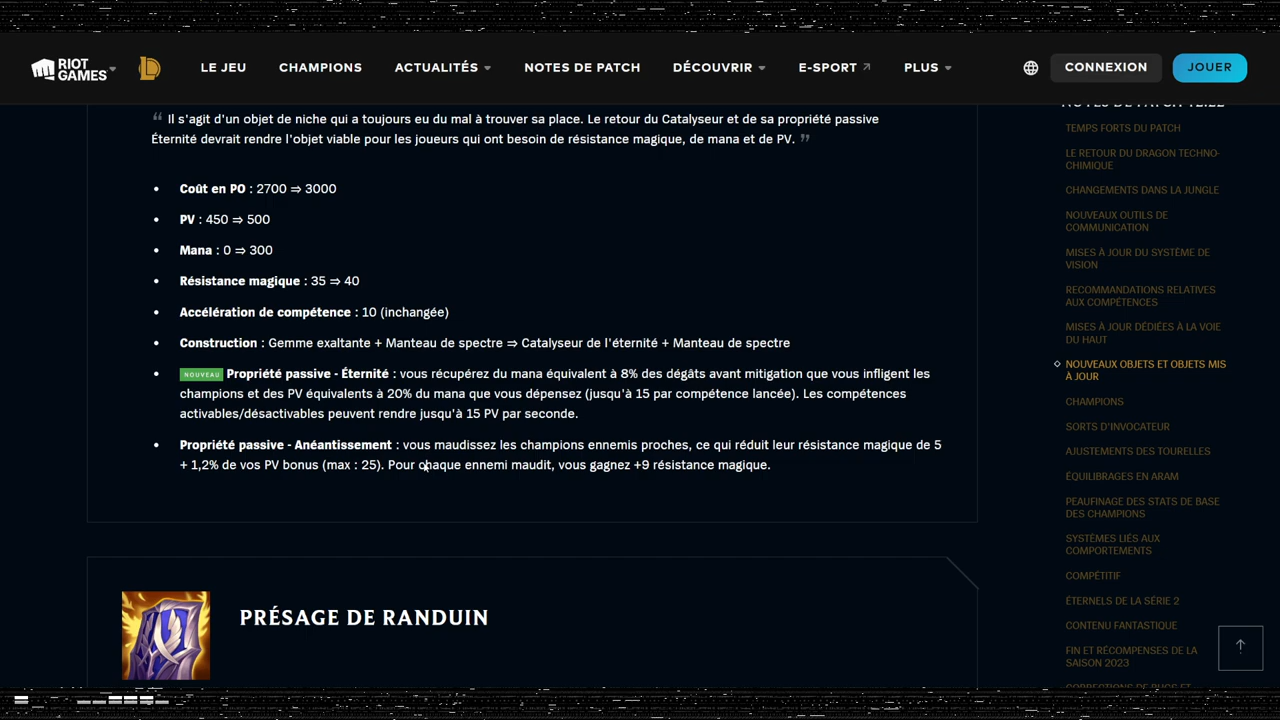 RIOT GAMES
LE JEU CHAMPIONS ACTUALITÉS NOTES DE PATCH DÉCOUVRIR E-SPORT PLUS CONNEXION JOUER
“ Il s'agit d'un objet de niche qui a toujours eu du mal à trouver sa place. Le retour du Catalyseur et de sa propriété passive
Éternité devrait rendre l'objet viable pour les joueurs qui ont besoin de résistance magique, de mana et de PV. ”
• Coût en PO : 2700 ⇒ 3000
• PV : 450 ⇒ 500
• Mana : 0 ⇒ 300
• Résistance magique : 35 ⇒ 40
• Accélération de compétence : 10 (inchangée)
• Construction : Gemme exaltante + Manteau de spectre ⇒ Catalyseur de l'éternité + Manteau de spectre
• NOUVEAU Propriété passive - Éternité : vous récupérez du mana équivalent à 8% des dégâts avant mitigation que vous infligent les
champions et des PV équivalents à 20% du mana que vous dépensez (jusqu'à 15 par compétence lancée). Les compétences
activables/désactivables peuvent rendre jusqu'à 15 PV par seconde.
• Propriété passive - Anéantissement : vous maudissez les champions ennemis proches, ce qui réduit leur résistance magique de 5
+ 1,2% de vos PV bonus (max : 25). Pour chaque ennemi maudit, vous gagnez +9 résistance magique.
PRÉSAGE DE RANDUIN
TEMPS FORTS DU PATCH
LE RETOUR DU DRAGON TECHNO-
CHIMIQUE
CHANGEMENTS DANS LA JUNGLE
NOUVEAUX OUTILS DE
COMMUNICATION
MISES À JOUR DU SYSTÈME DE
VISION
RECOMMANDATIONS RELATIVES
AUX COMPÉTENCES
MISES À JOUR DÉDIÉES À LA VOIE
DU HAUT
NOUVEAUX OBJETS ET OBJETS MIS
À JOUR
CHAMPIONS
SORTS D'INVOCATEUR
AJUSTEMENTS DES TOURELLES
ÉQUILIBRAGES EN ARAM
PEAUFINAGE DES STATS DE BASE
DES CHAMPIONS
SYSTÈMES LIÉS AUX
COMPORTEMENTS
COMPÉTITIF
ÉTERNELS DE LA SÉRIE 2
CONTENU FANTASTIQUE
FIN ET RÉCOMPENSES DE LA
SAISON 2023